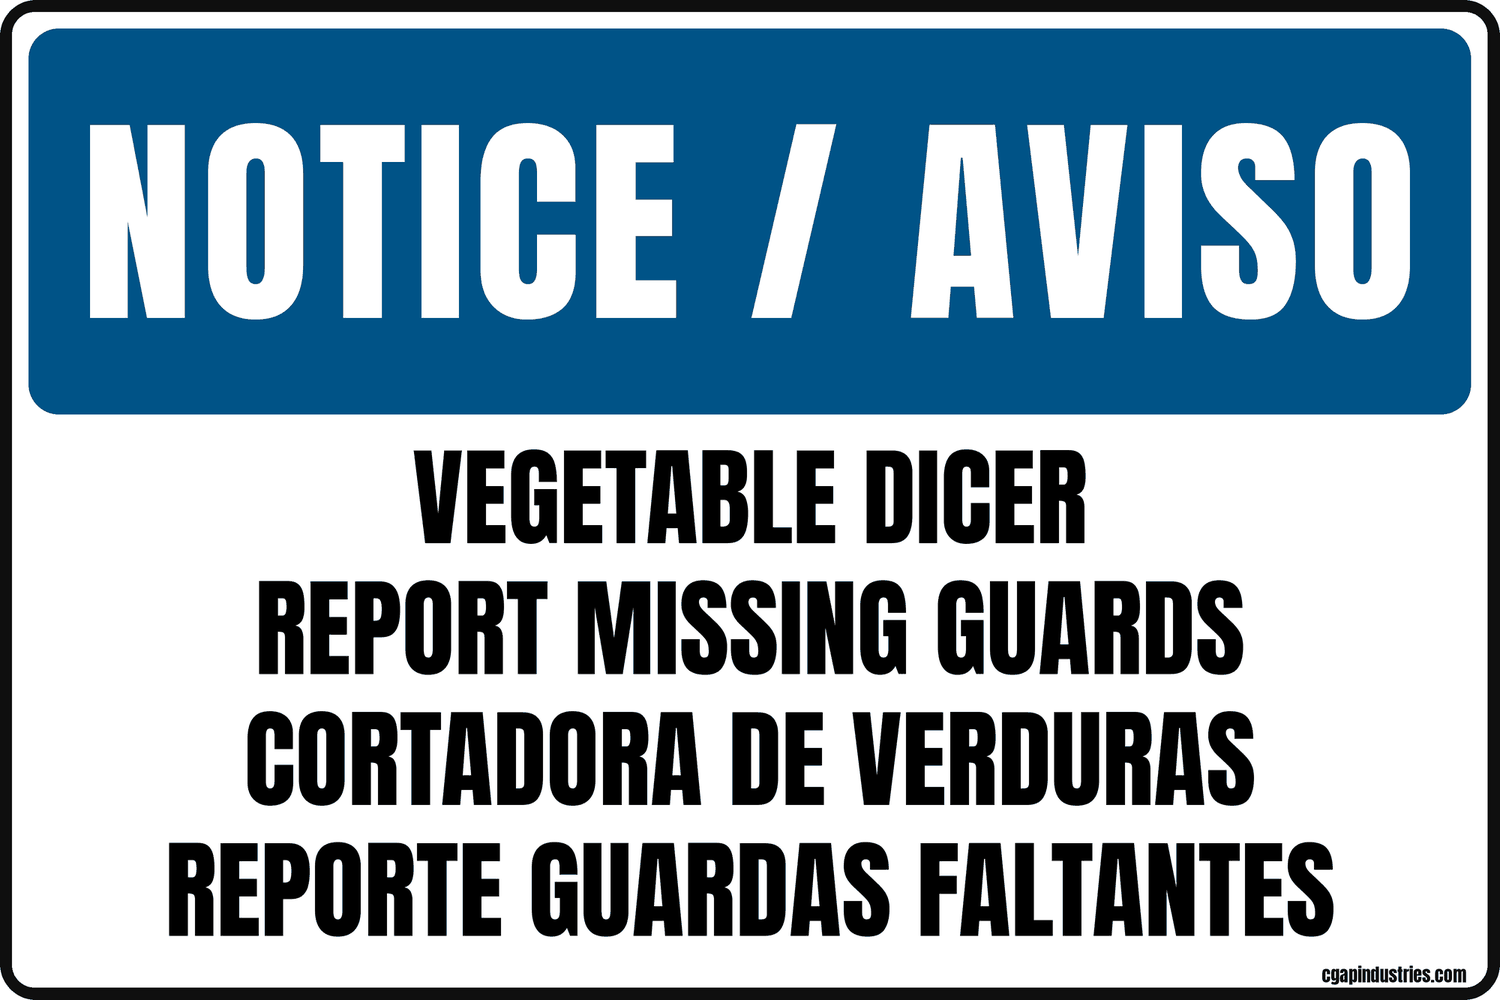 NOTICE / AVISO
VEGETABLE DICER
REPORT MISSING GUARDS
CORTADORA DE VERDURAS
REPORTE GUARDAS FALTANTES
cgapindustries.com